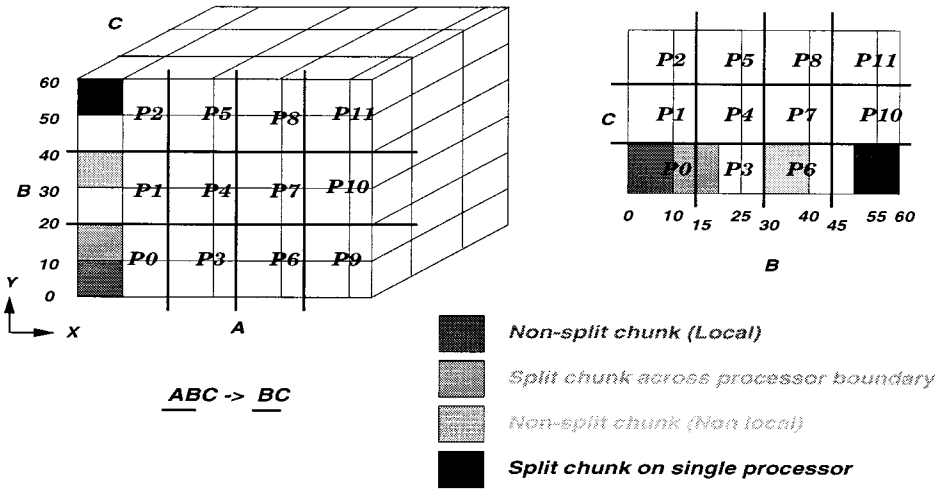 C
60
50
40
B 30
20
10
0
P2 P5 P8 P11
P1 P4 P7 P10
P0 P3 P6 P9
Y
X
A
ABC -> BC
P2 P5 P8 P11
C P1 P4 P7 P10
P0 P3 P6
0 10 15 25 30 40 45 55 60
B
Non-split chunk (Local)
Split chunk across processor boundary
Non-split chunk (Non local)
Split chunk on single processor